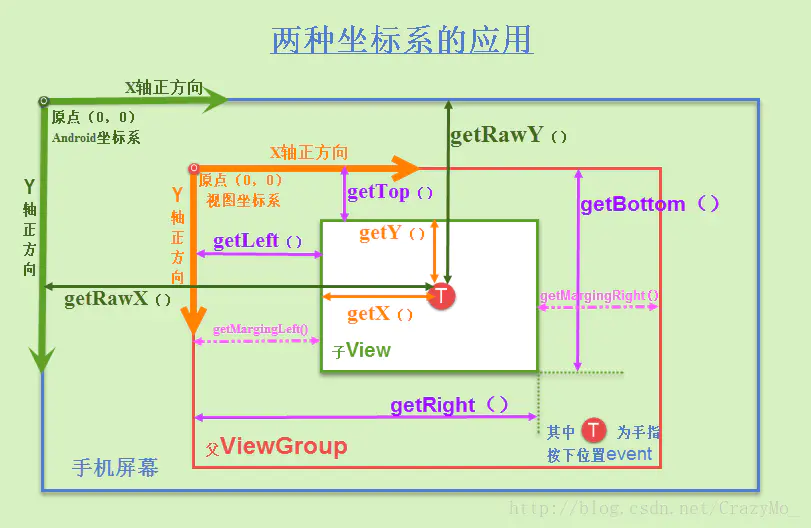 两种坐标系的应用
X轴正方向
原点（0，0）
Android坐标系
getRawY（）
X轴正方向
原点（0，0）
视图坐标系
Y
轴
正
方
向
Y
轴
正
方
向
getTop（）
getBottom（）
getY（）
getLeft（）
getRawX（）
T
getMargingRight()
getX（）
getMargingLeft()
子View
getRight（）
其中 T 为手指
按下位置event
父ViewGroup
手机屏幕
http://blog.csdn.net/CrazyMo_